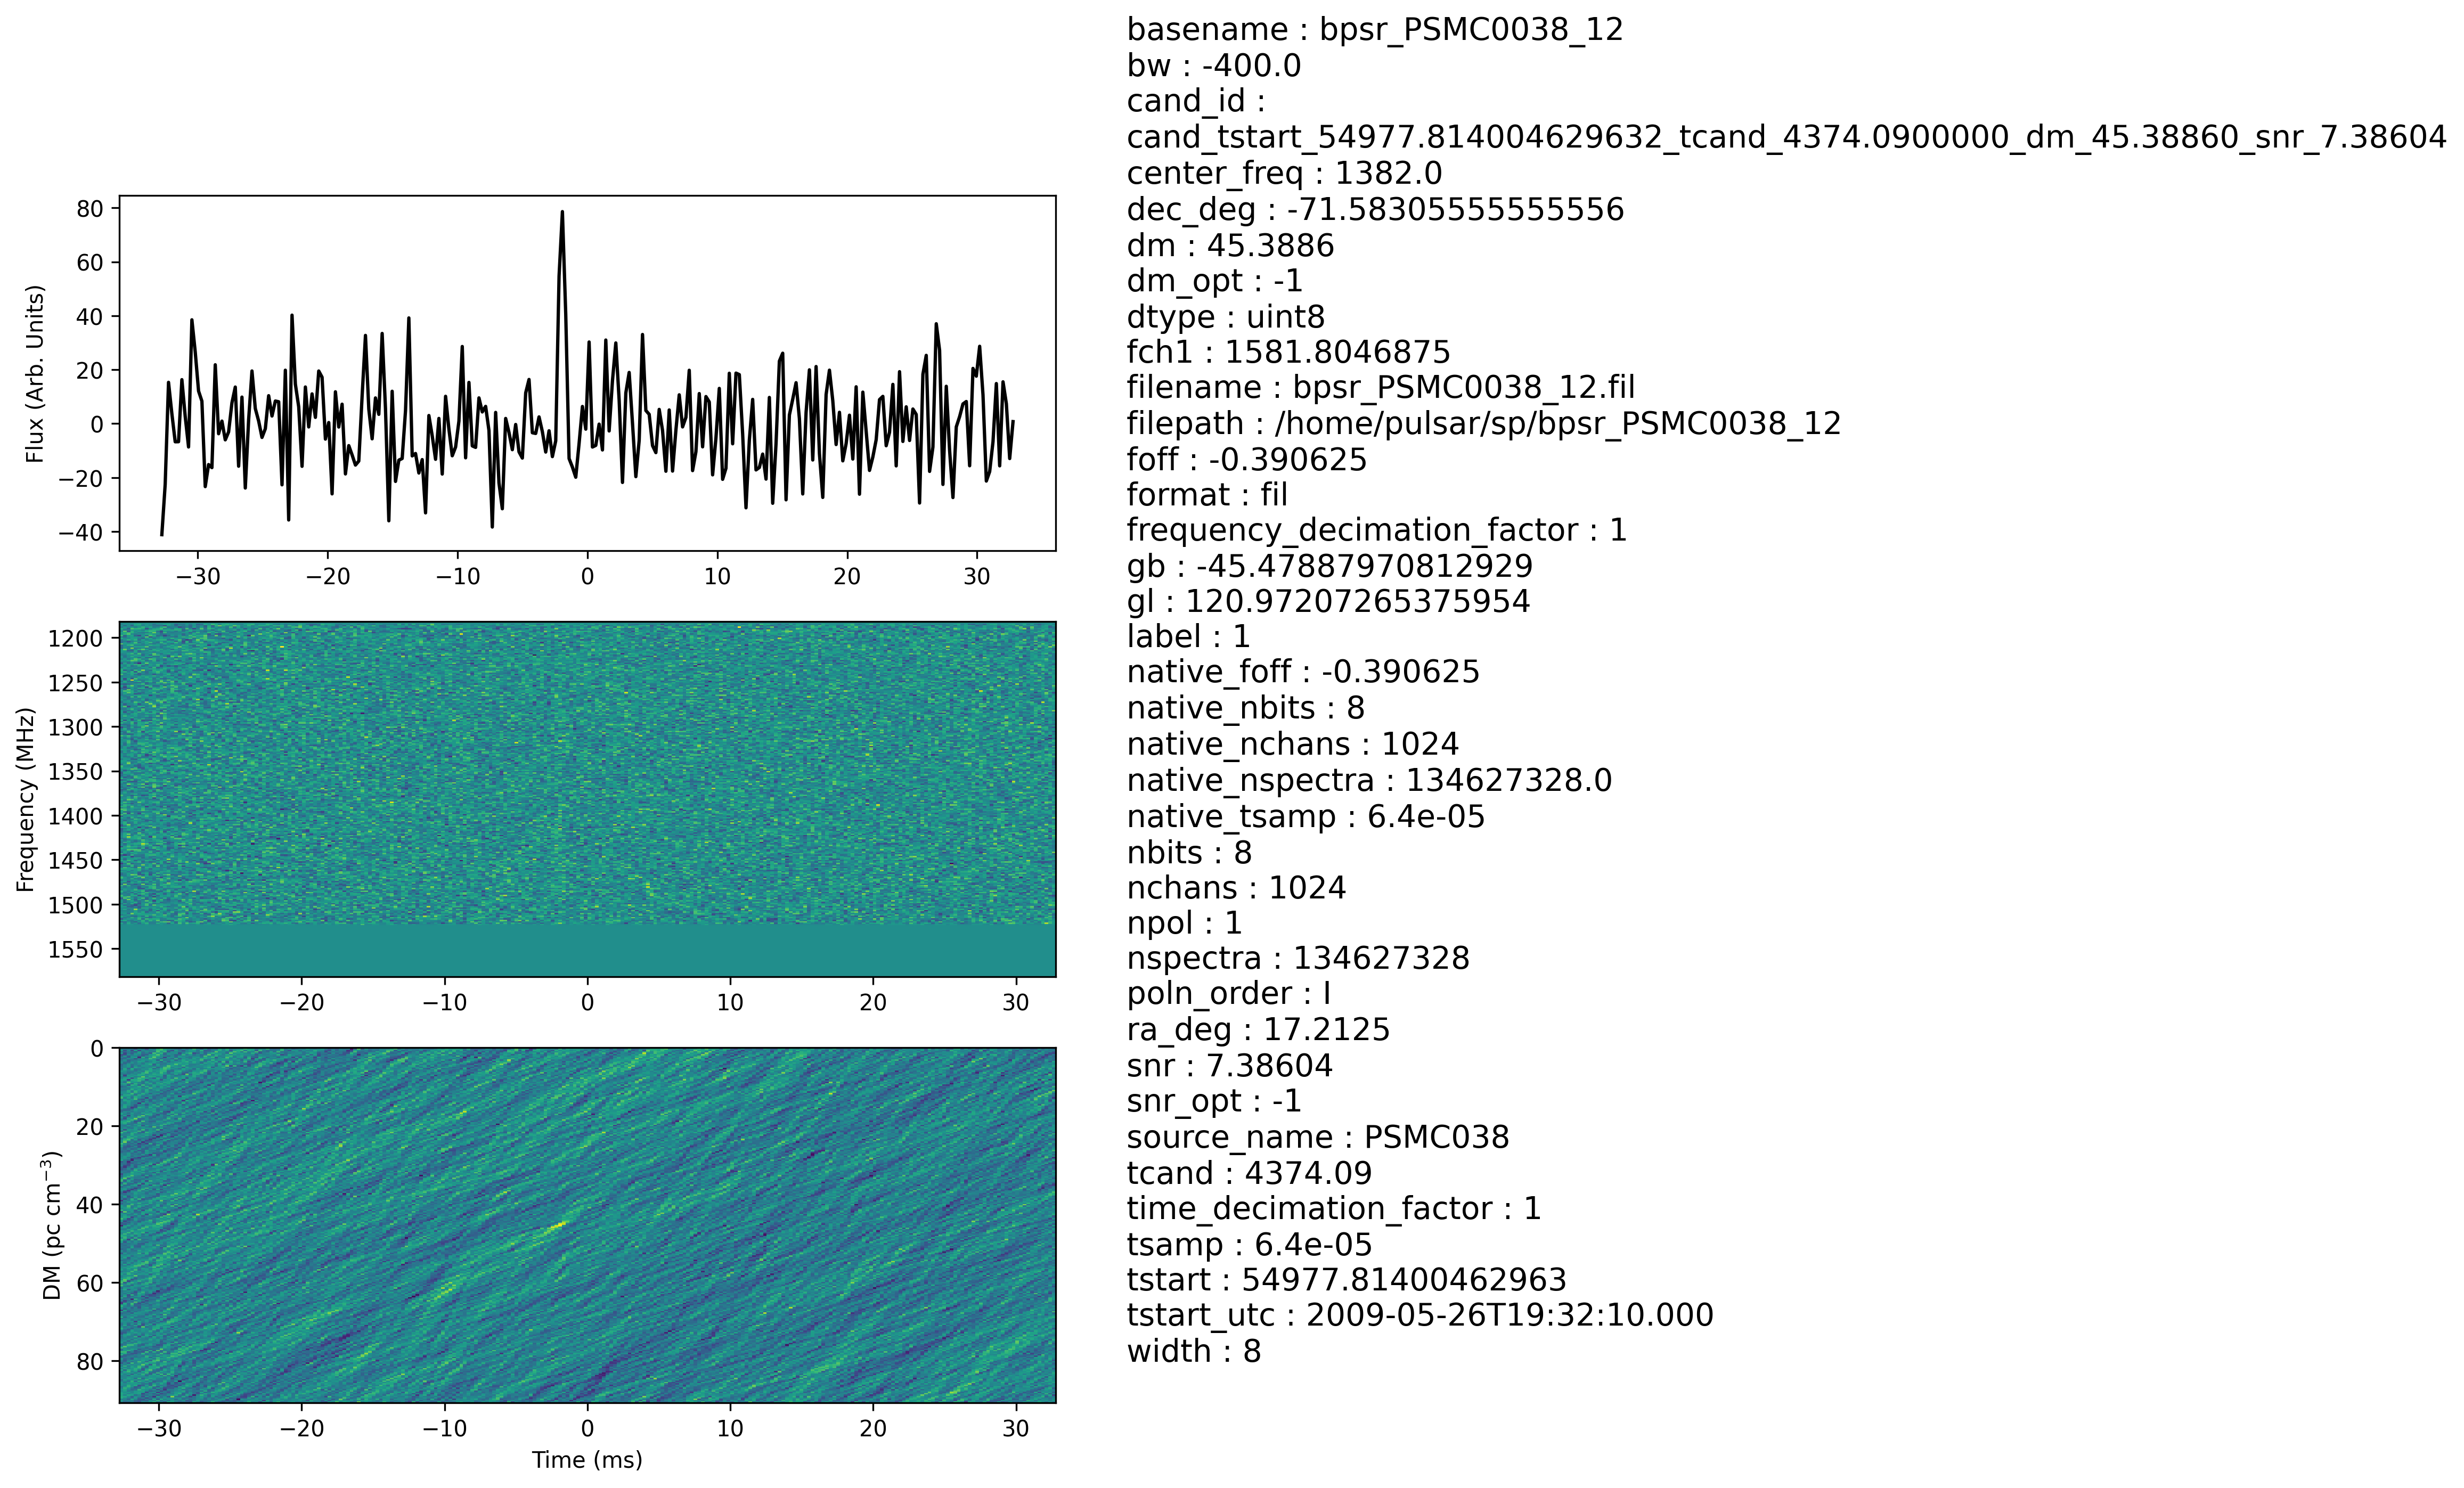 basename : bpsr_PSMC0038_12
bw : -400.0
cand_id :
cand_tstart_54977.814004629632_tcand_4374.0900000_dm_45.38860_snr_7.38604
center_freq : 1382.0
dec_deg : -71.58305555555556
dm : 45.3886
dm_opt : -1
dtype : uint8
fch1 : 1581.8046875
filename : bpsr_PSMC0038_12.fil
filepath : /home/pulsar/sp/bpsr_PSMC0038_12
foff : -0.390625
format : fil
frequency_decimation_factor : 1
gb : -45.47887970812929
gl : 120.97207265375954
label : 1
native_foff : -0.390625
native_nbits : 8
native_nchans : 1024
native_nspectra : 134627328.0
native_tsamp : 6.4e-05
nbits : 8
nchans : 1024
npol : 1
nspectra : 134627328
poln_order : I
ra_deg : 17.2125
snr : 7.38604
snr_opt : -1
source_name : PSMC038
tcand : 4374.09
time_decimation_factor : 1
tsamp : 6.4e-05
tstart : 54977.81400462963
tstart_utc : 2009-05-26T19:32:10.000
width : 8
Flux (Arb. Units)
80
60
40
20
0
−20
−40
−30 −20 −10 0 10 20 30
Frequency (MHz)
1200
1250
1300
1350
1400
1450
1500
1550
−30 −20 −10 0 10 20 30
DM (pc cm⁻³)
0
20
40
60
80
−30 −20 −10 0 10 20 30
Time (ms)